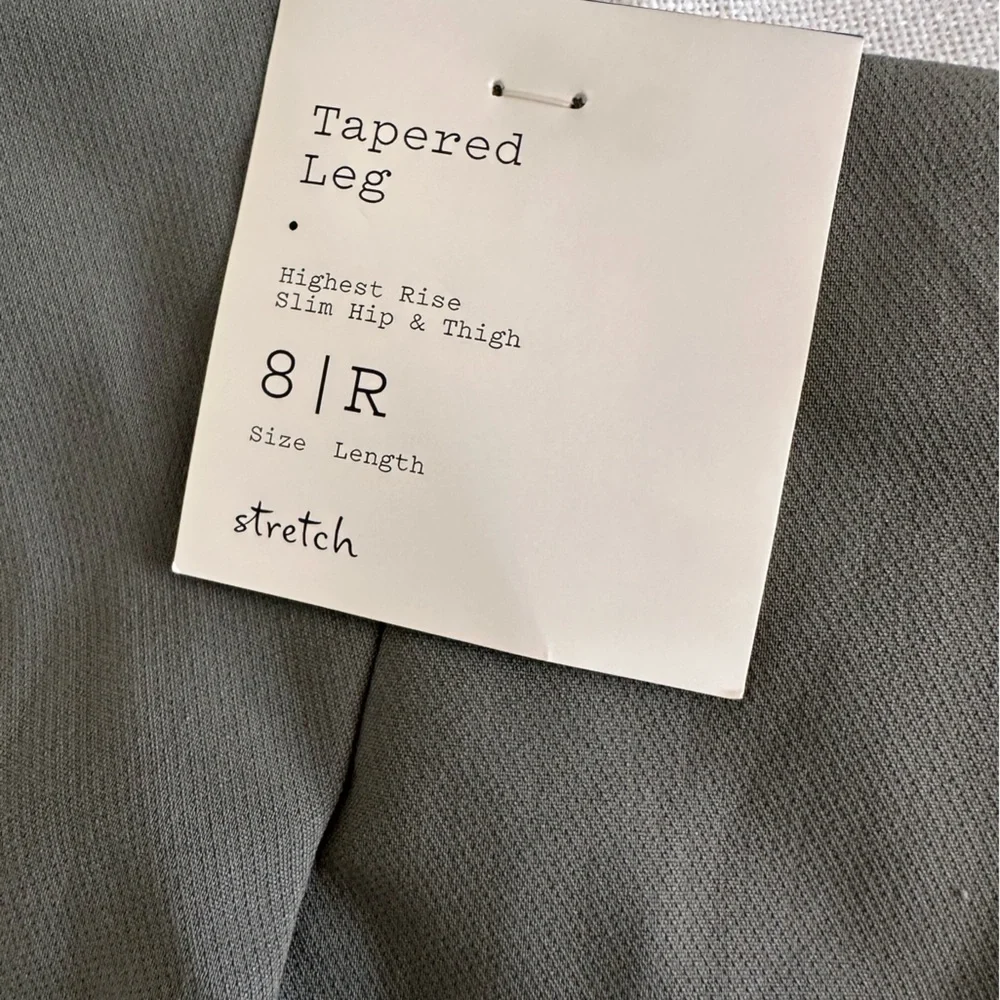 Tapered
Leg
•
Highest Rise
Slim Hip & Thigh
8|R
Size Length
stretch